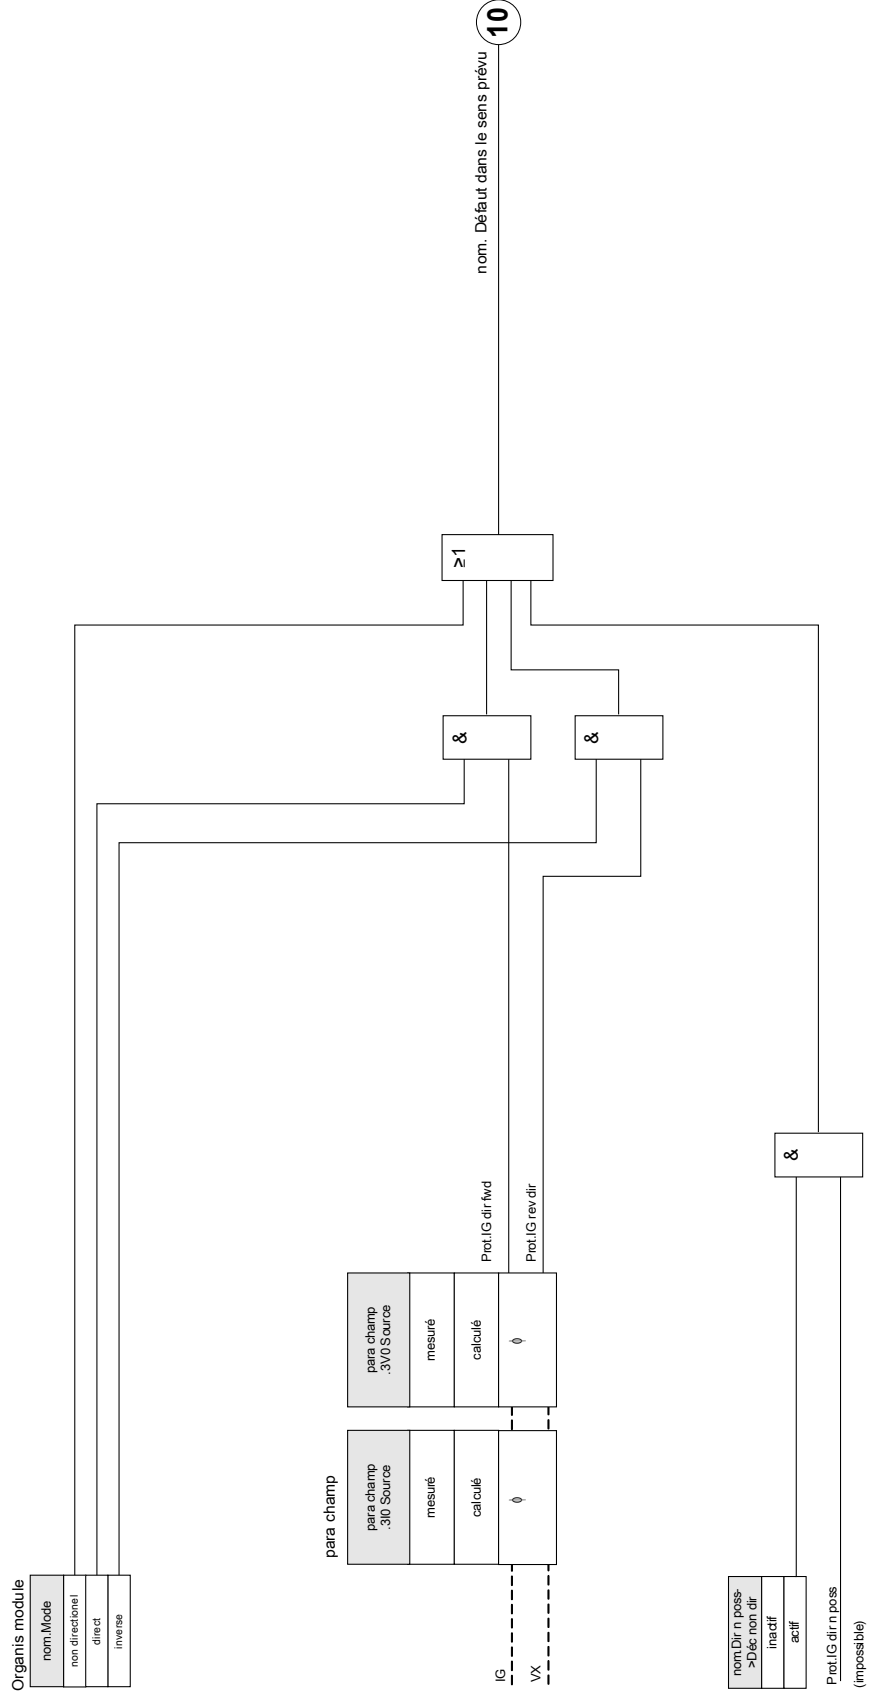 Organis module
nom.Mode
non directionel
direct
inverse
para champ
para champ
.3I0 Source
mesuré
calculé
φ
para champ
.3V0 Source
mesuré
calculé
φ
IG
VX
Prot.IG dir fwd
Prot.IG rev dir
nom.Dir n poss-
>Déc non dir
inactif
actif
Prot.IG dir n poss
(impossible)
&
&
&
≥1
nom. Défaut dans le sens prévu
10